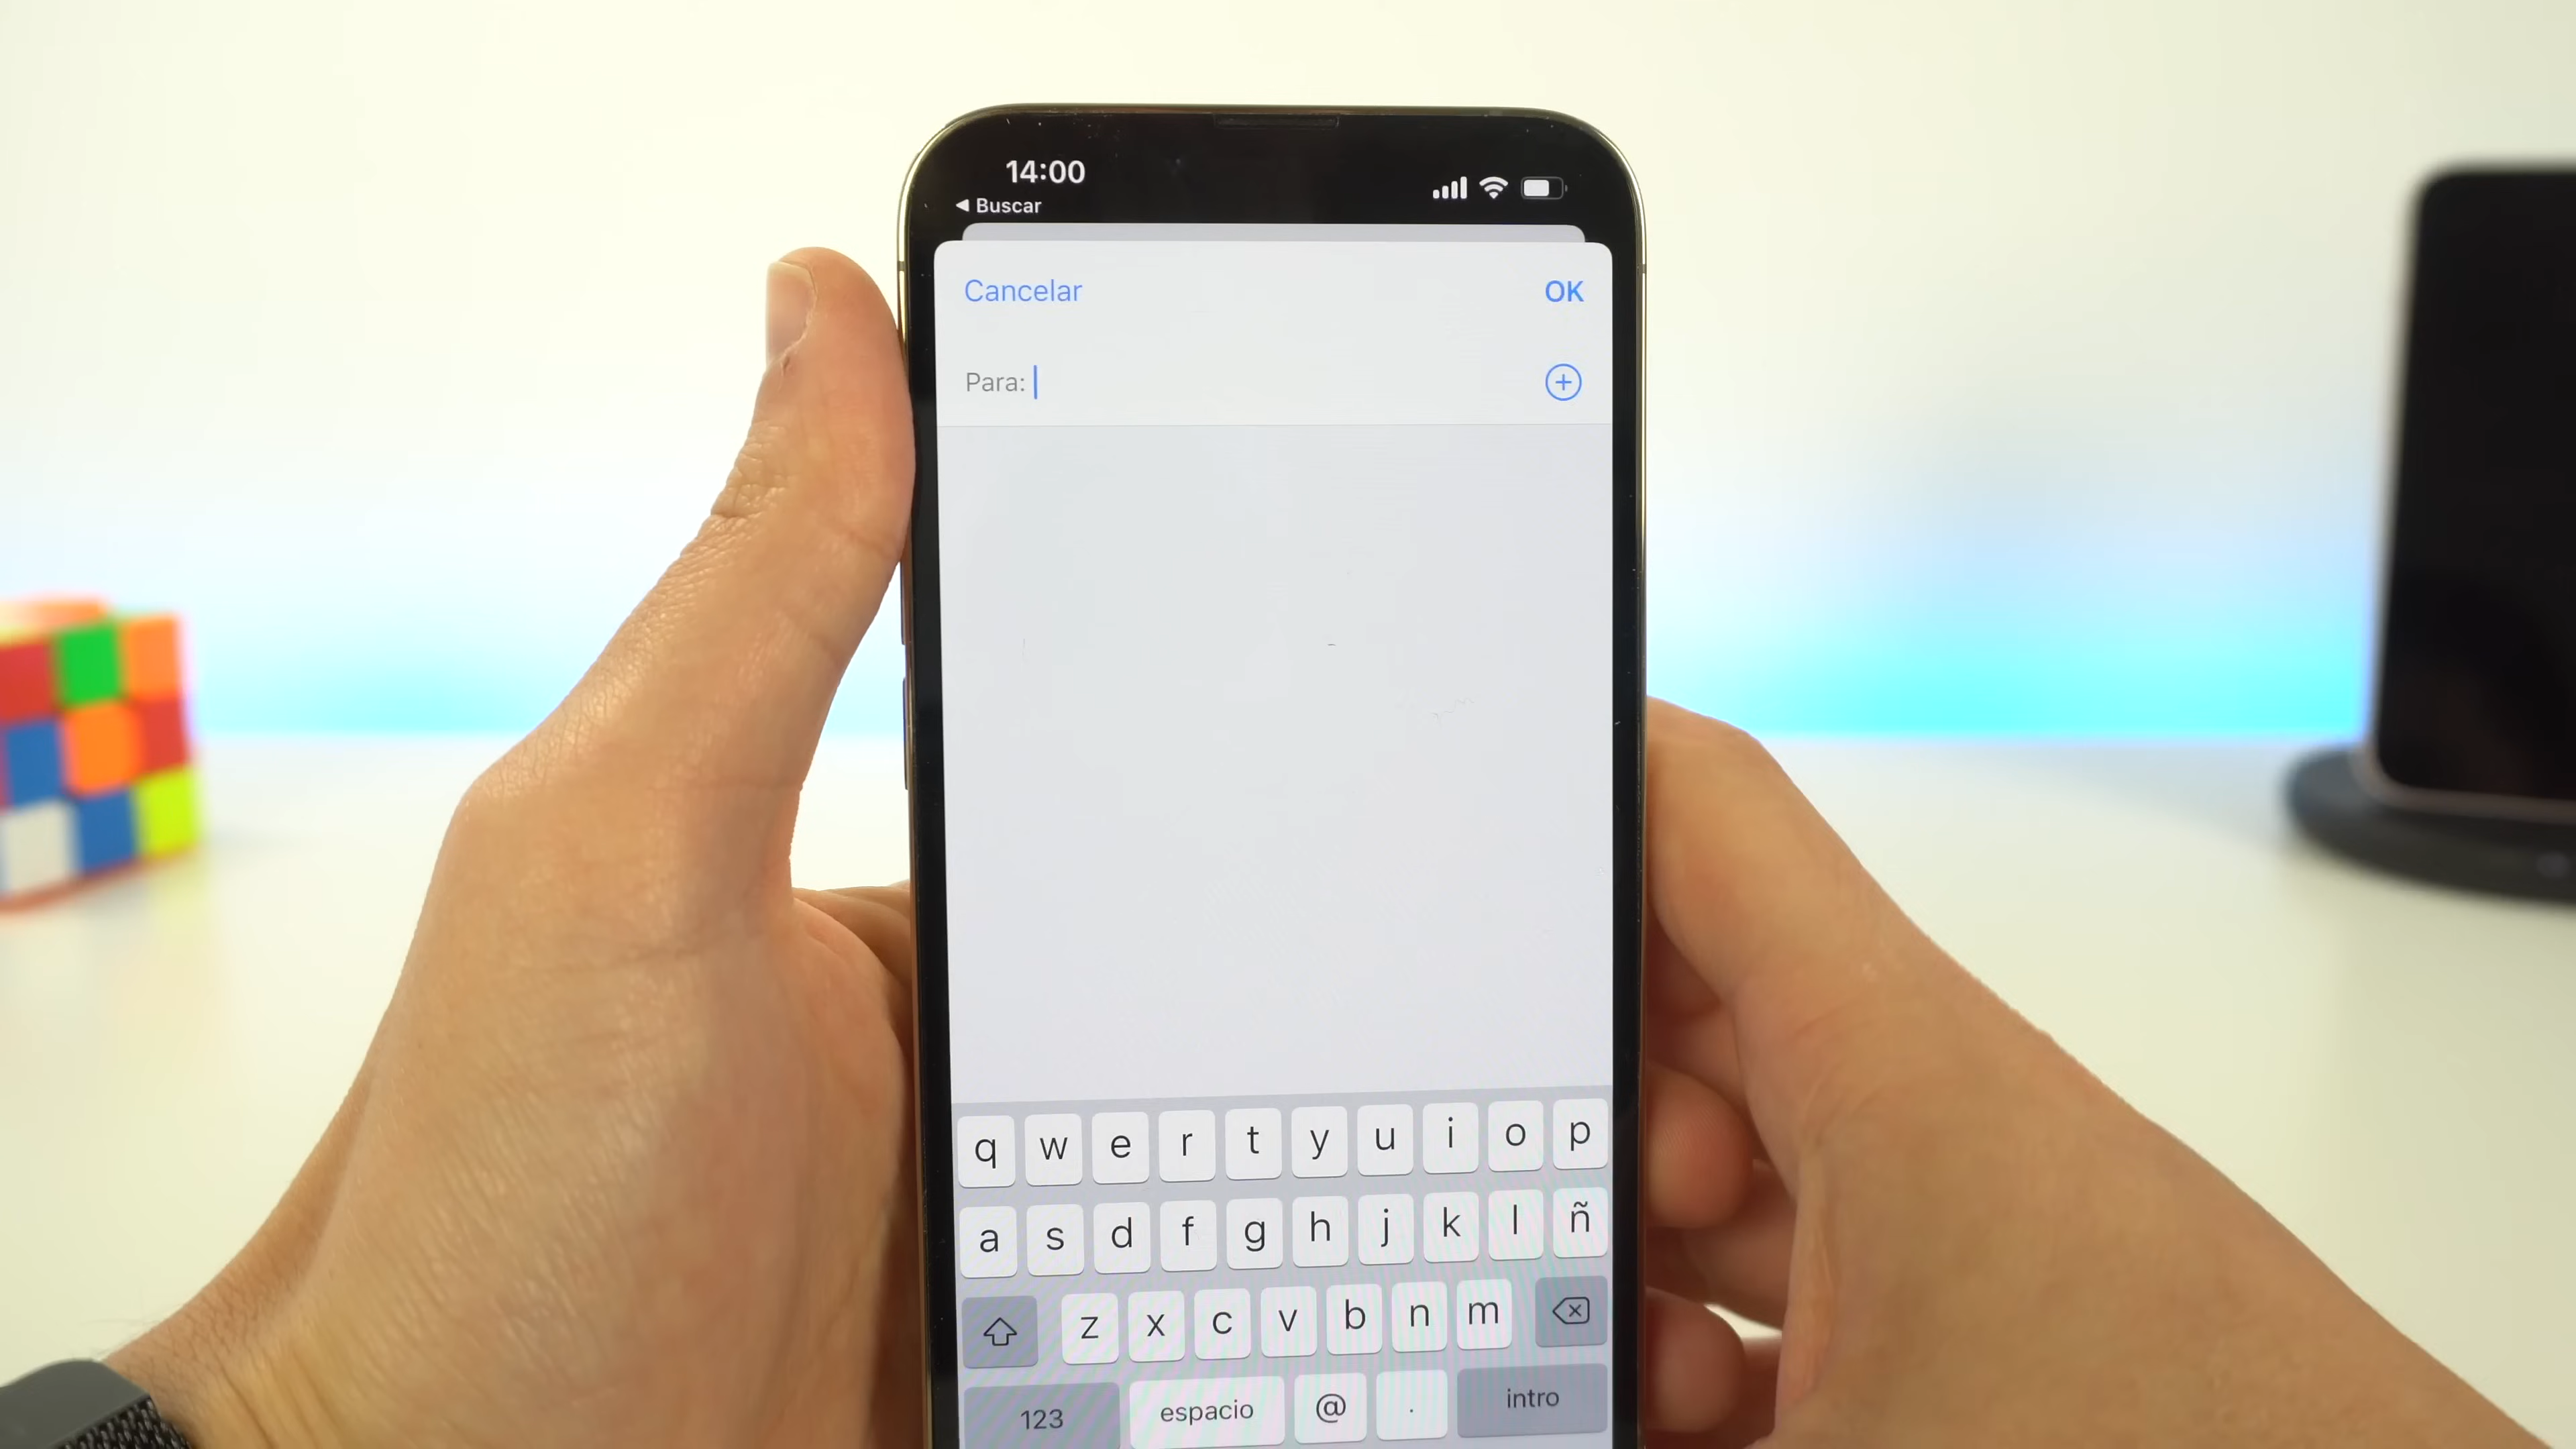 14:00
◀ Buscar
Cancelar OK
Para:
q w e r t y u i o p
a s d f g h j k l ñ
z x c v b n m
123 espacio @ . intro